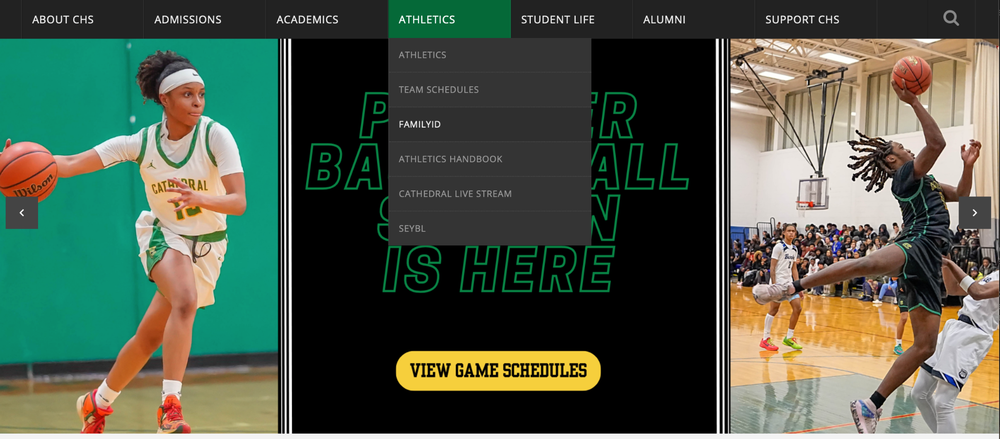 ABOUT CHS
ADMISSIONS
ACADEMICS
ATHLETICS
STUDENT LIFE
ALUMNI
SUPPORT CHS
ATHLETICS
TEAM SCHEDULES
FAMILYID
ATHLETICS HANDBOOK
CATHEDRAL LIVE STREAM
SEYBL
IS HERE
VIEW GAME SCHEDULES
Wilson
CATHEDRAL